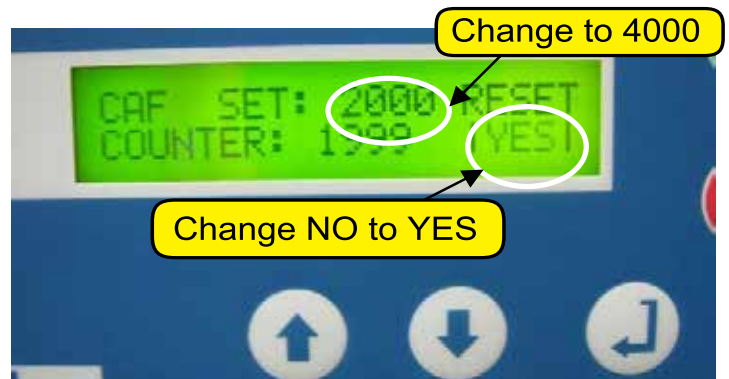 Change to 4000
CAF SET: 2000 RESET
COUNTER: 1999 YES
Change NO to YES